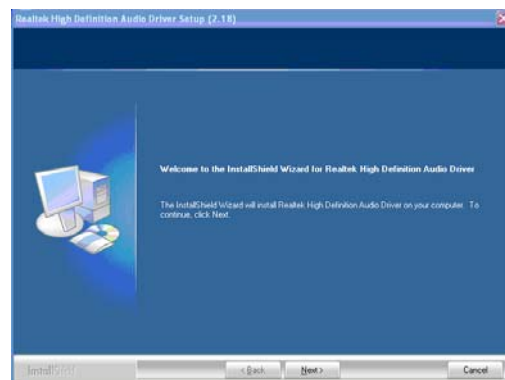 Realtek High Definition Audio Driver Setup (2.18)
Welcome to the InstallShield Wizard for Realtek High Definition Audio Driver
The InstallShield Wizard will install Realtek High Definition Audio Driver on your computer. To
continue, click Next.
InstallShield
< Back Next > Cancel